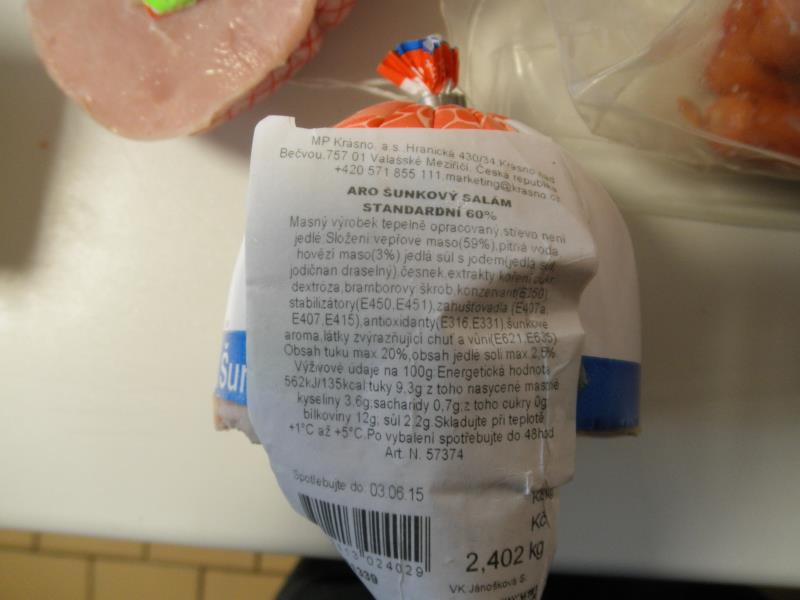 MP Krásno, a.s. Hranická 430/34,Krásno nad
Bečvou,757 01 Valašské Meziříčí, Česká republika
+420 571 855 111,marketing@krasno.cz
ARO ŠUNKOVÝ SALÁM
STANDARDNÍ 60%
Masný výrobek tepelně opracovaný,střevo není
jedlé.Složení:vepřové maso(59%),pitná voda
hovězí maso(3%) jedlá sůl s jodem(jedlá sůl,
jodičnan draselný),česnek,extrakty koření,cukr
dextróza,bramborový škrob,konzervant(E250)
stabilizátory(E450,E451),zahušťovadla (E407a,
E407,E415),antioxidanty(E316,E331),šunkové
aroma,látky zvýrazňující chuť a vůni(E621,E635)
Obsah tuku max.20%,obsah jedlé soli max.2,5%
Výživové údaje na 100g:Energetická hodnota
562kJ/135kcal;tuky 9,3g;z toho nasycené mastné
kyseliny 3,6g;sacharidy 0,7g;z toho cukry 0g
bílkoviny 12g, sůl 2,2g.Skladujte při teplotě
+1°C až +5°C.Po vybalení spotřebujte do 48hod
Art. N. 57374
Spotřebujte do: 03.06.15
Kč
2,402 kg
024029
339
VK Jánošková S.
Šun